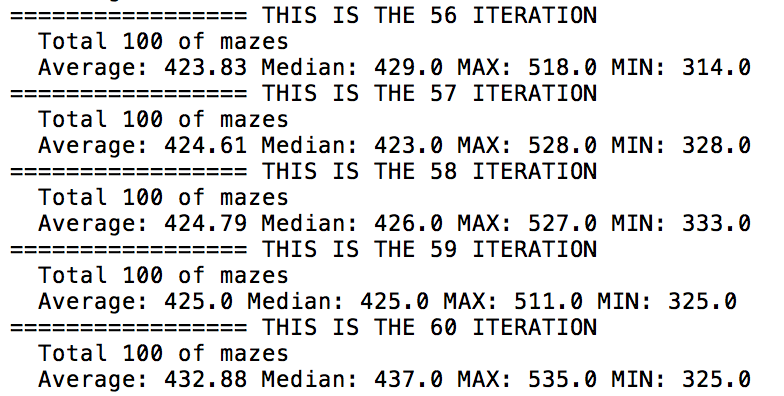 ================= THIS IS THE 56 ITERATION
Total 100 of mazes
Average: 423.83 Median: 429.0 MAX: 518.0 MIN: 314.0
================= THIS IS THE 57 ITERATION
Total 100 of mazes
Average: 424.61 Median: 423.0 MAX: 528.0 MIN: 328.0
================= THIS IS THE 58 ITERATION
Total 100 of mazes
Average: 424.79 Median: 426.0 MAX: 527.0 MIN: 333.0
================= THIS IS THE 59 ITERATION
Total 100 of mazes
Average: 425.0 Median: 425.0 MAX: 511.0 MIN: 325.0
================= THIS IS THE 60 ITERATION
Total 100 of mazes
Average: 432.88 Median: 437.0 MAX: 535.0 MIN: 325.0